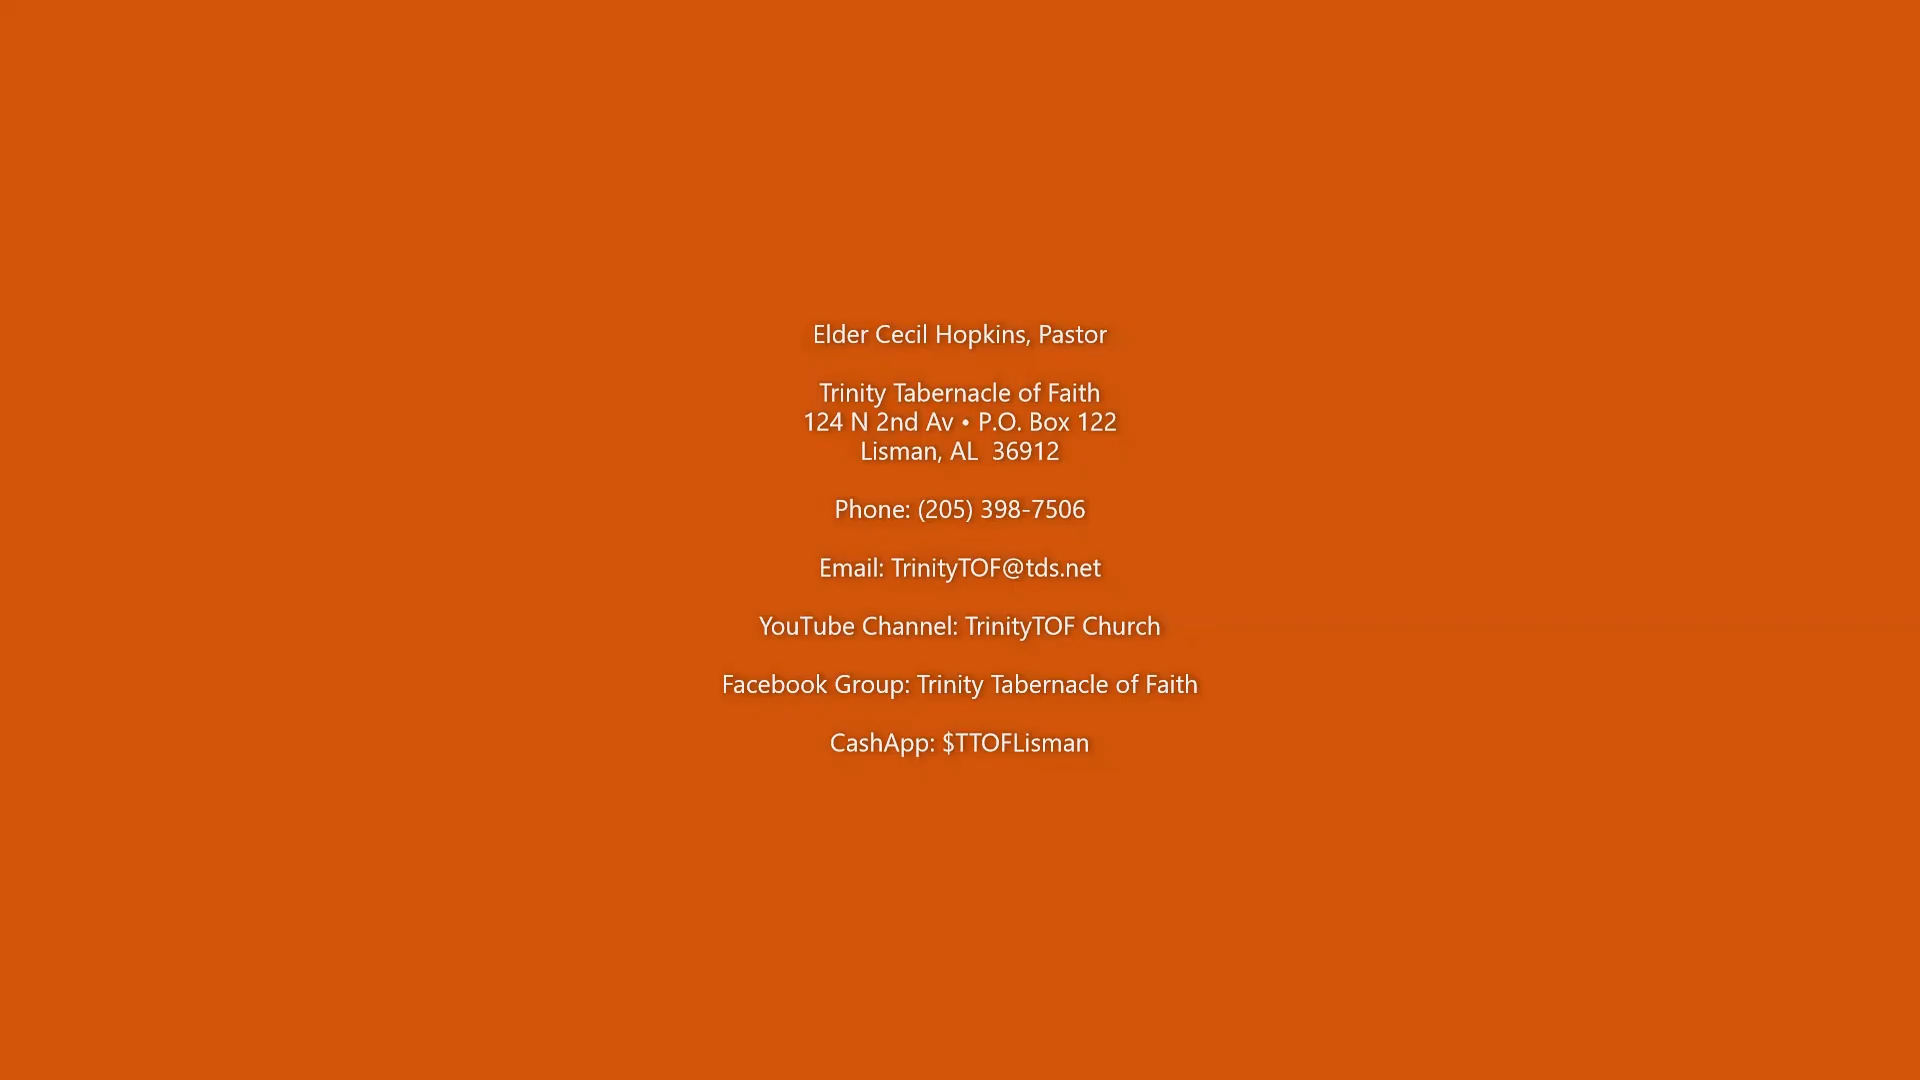 Elder Cecil Hopkins, Pastor
Trinity Tabernacle of Faith
124 N 2nd Av • P.O. Box 122
Lisman, AL  36912
Phone: (205) 398-7506
Email: TrinityTOF@tds.net
YouTube Channel: TrinityTOF Church
Facebook Group: Trinity Tabernacle of Faith
CashApp: $TTOFLisman